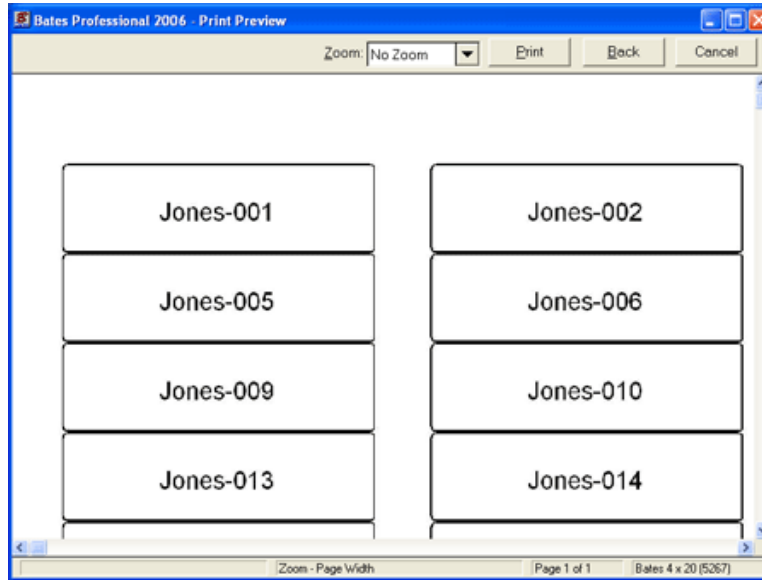 Bates Professional 2006 - Print Preview
Zoom: No Zoom Print Back Cancel
Jones-001 Jones-002
Jones-005 Jones-006
Jones-009 Jones-010
Jones-013 Jones-014
Zoom - Page Width Page 1 of 1 Bates 4 x 20 (5267)